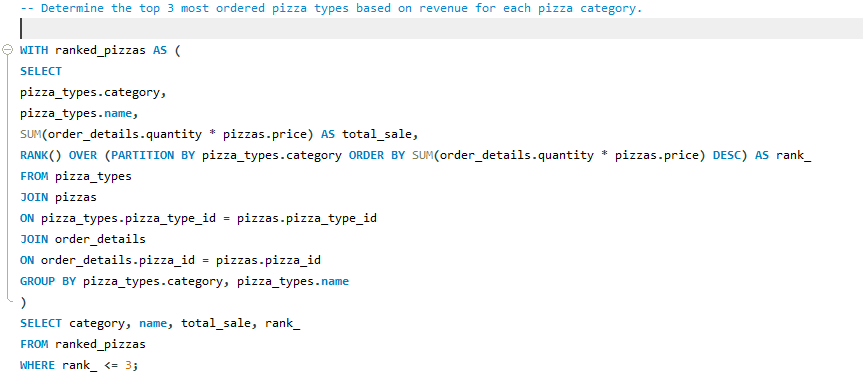 -- Determine the top 3 most ordered pizza types based on revenue for each pizza category.
WITH ranked_pizzas AS (
SELECT
pizza_types.category,
pizza_types.name,
SUM(order_details.quantity * pizzas.price) AS total_sale,
RANK() OVER (PARTITION BY pizza_types.category ORDER BY SUM(order_details.quantity * pizzas.price) DESC) AS rank_
FROM pizza_types
JOIN pizzas
ON pizza_types.pizza_type_id = pizzas.pizza_type_id
JOIN order_details
ON order_details.pizza_id = pizzas.pizza_id
GROUP BY pizza_types.category, pizza_types.name
)
SELECT category, name, total_sale, rank_
FROM ranked_pizzas
WHERE rank_ <= 3;